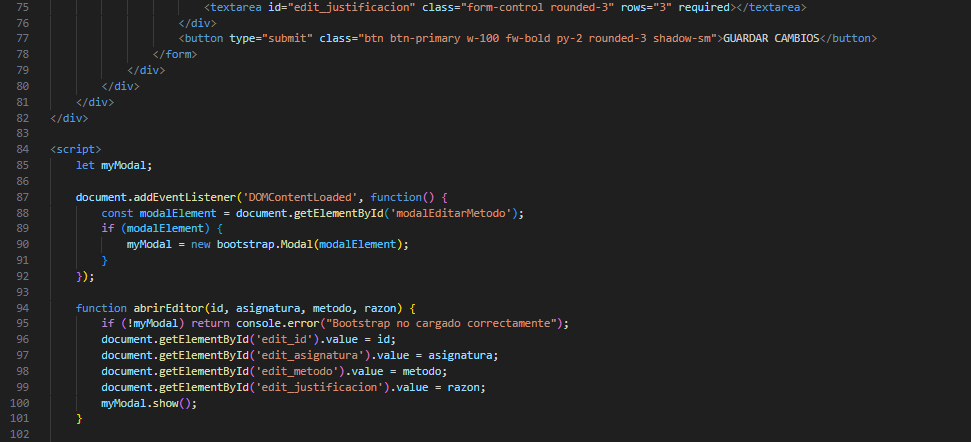 75 <textarea id="edit_justificacion" class="form-control rounded-3" rows="3" required></textarea>
76 </div>
77 <button type="submit" class="btn btn-primary w-100 fw-bold py-2 rounded-3 shadow-sm">GUARDAR CAMBIOS</button>
78 </form>
79 </div>
80 </div>
81 </div>
82 </div>
83
84 <script>
85 let myModal;
86
87 document.addEventListener('DOMContentLoaded', function() {
88 const modalElement = document.getElementById('modalEditarMetodo');
89 if (modalElement) {
90 myModal = new bootstrap.Modal(modalElement);
91 }
92 });
93
94 function abrirEditor(id, asignatura, metodo, razon) {
95 if (!myModal) return console.error("Bootstrap no cargado correctamente");
96 document.getElementById('edit_id').value = id;
97 document.getElementById('edit_asignatura').value = asignatura;
98 document.getElementById('edit_metodo').value = metodo;
99 document.getElementById('edit_justificacion').value = razon;
100 myModal.show();
101 }
102